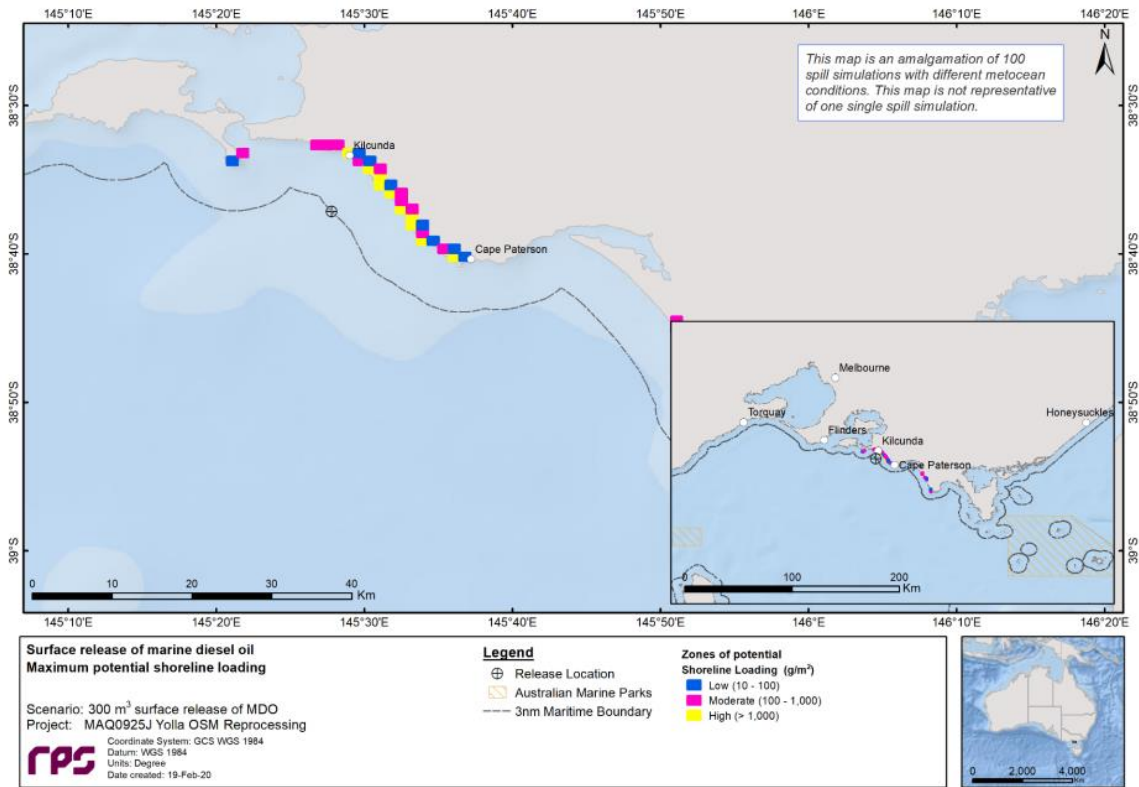 145°10'E 145°20'E 145°30'E 145°40'E 145°50'E 146°E 146°10'E 146°20'E
N
This map is an amalgamation of 100
spill simulations with different metocean
conditions. This map is not representative
of one single spill simulation.
38°30'S 38°30'S
Kilcunda
38°40'S 38°40'S
Cape Paterson
Melbourne
Torquay
Flinders
Honeysuckles
Kilcunda
Cape Paterson
38°50'S 38°50'S
39°S 39°S
0 10 20 30 40
Km
0 100 200
Km
145°10'E 145°20'E 145°30'E 145°40'E 145°50'E 146°E 146°10'E 146°20'E
Surface release of marine diesel oil
Maximum potential shoreline loading
Scenario: 300 m³ surface release of MDO
Project: MAQ0925J Yolla OSM Reprocessing
rps
Coordinate System: GCS WGS 1984
Datum: WGS 1984
Units: Degree
Date created: 19-Feb-20
Legend
Release Location
Australian Marine Parks
3nm Maritime Boundary
Zones of potential
Shoreline Loading (g/m²)
Low (10 - 100)
Moderate (100 - 1,000)
High (> 1,000)
0 2,000 4,000
Km